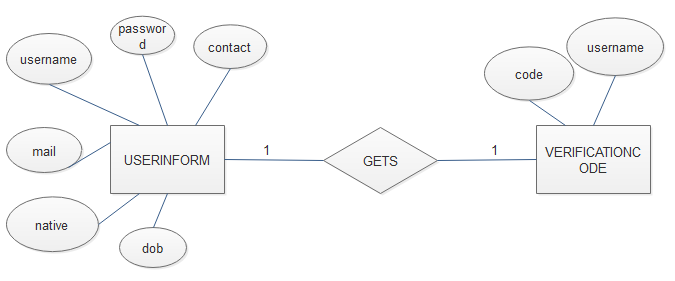 passwor
d
contact
username
username
code
mail
USERINFORM
1
GETS
1
VERIFICATIONC
ODE
native
dob